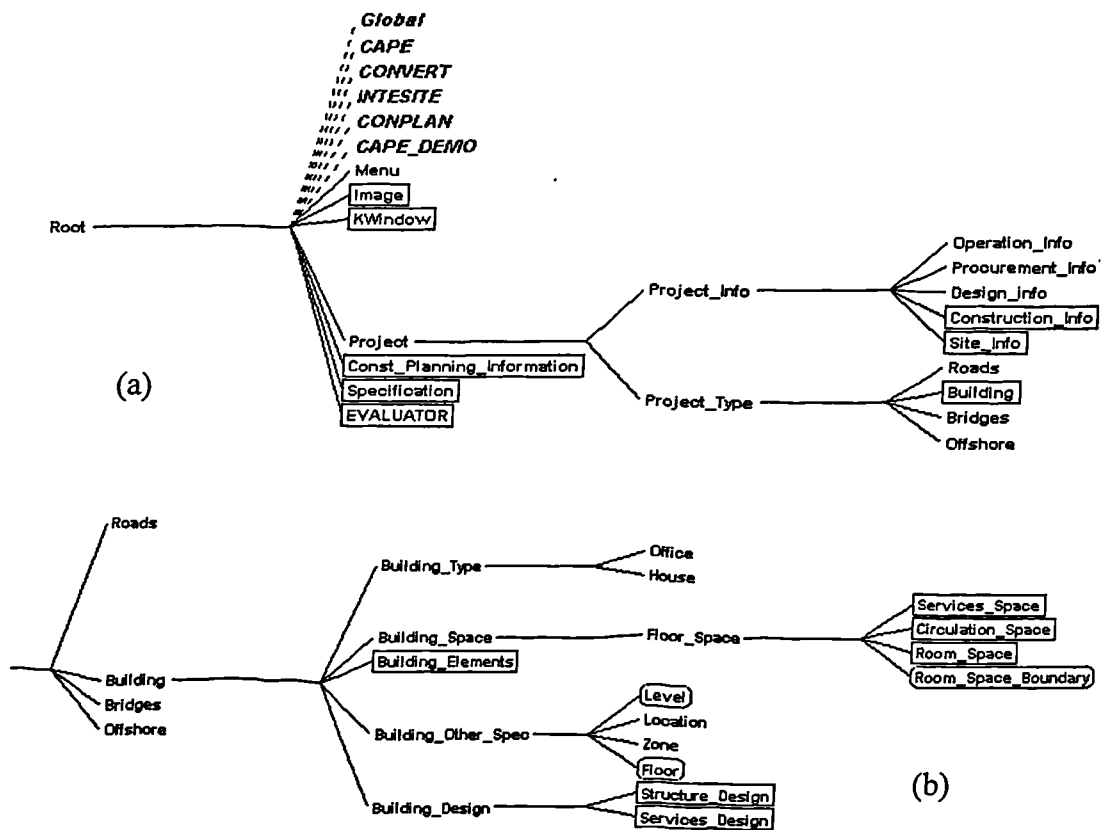 Global
CAPE
CONVERT
INTESITE
CONPLAN
CAPE_DEMO
Menu
Image
KWindow
Root
Operation_Info
Procurement_Info
Project_Info
Design_info
Construction_Info
Site_Info
Project
Const_Planning_Information
Specification
EVALUATOR
(a)
Roads
Project_Type
Building
Bridges
Offshore
Roads
Building_Type
Office
House
Building_Space
Floor_Space
Services_Space
Circulation_Space
Room_Space
Room_Space_Boundary
Building_Elements
Building
Bridges
Offshore
Level
Location
Building_Other_Spec
Zone
Floor
Building_Design
Structure_Design
Services_Design
(b)